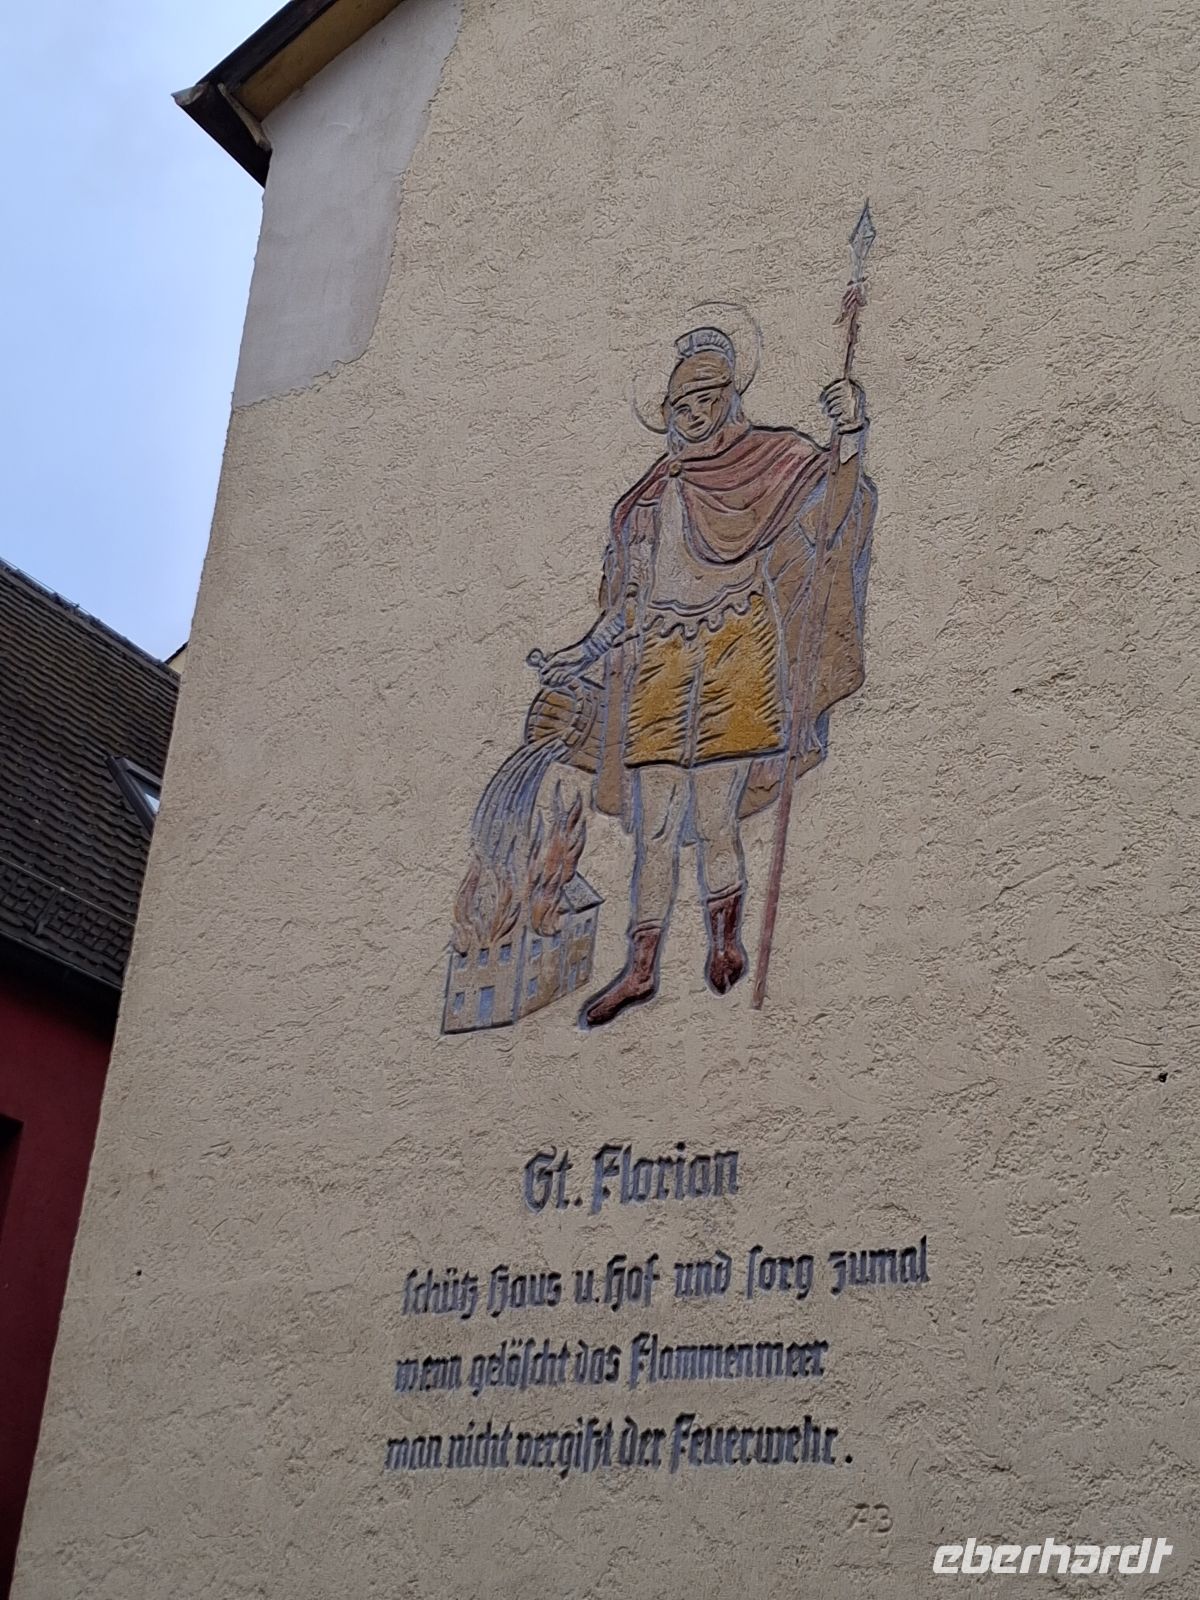 St. Florian
schütz Haus u. Hof und sorg zumal
wenn gelöscht das Flammenmeer
man nicht vergißt der Feuerwehr.
AB
eberhardt